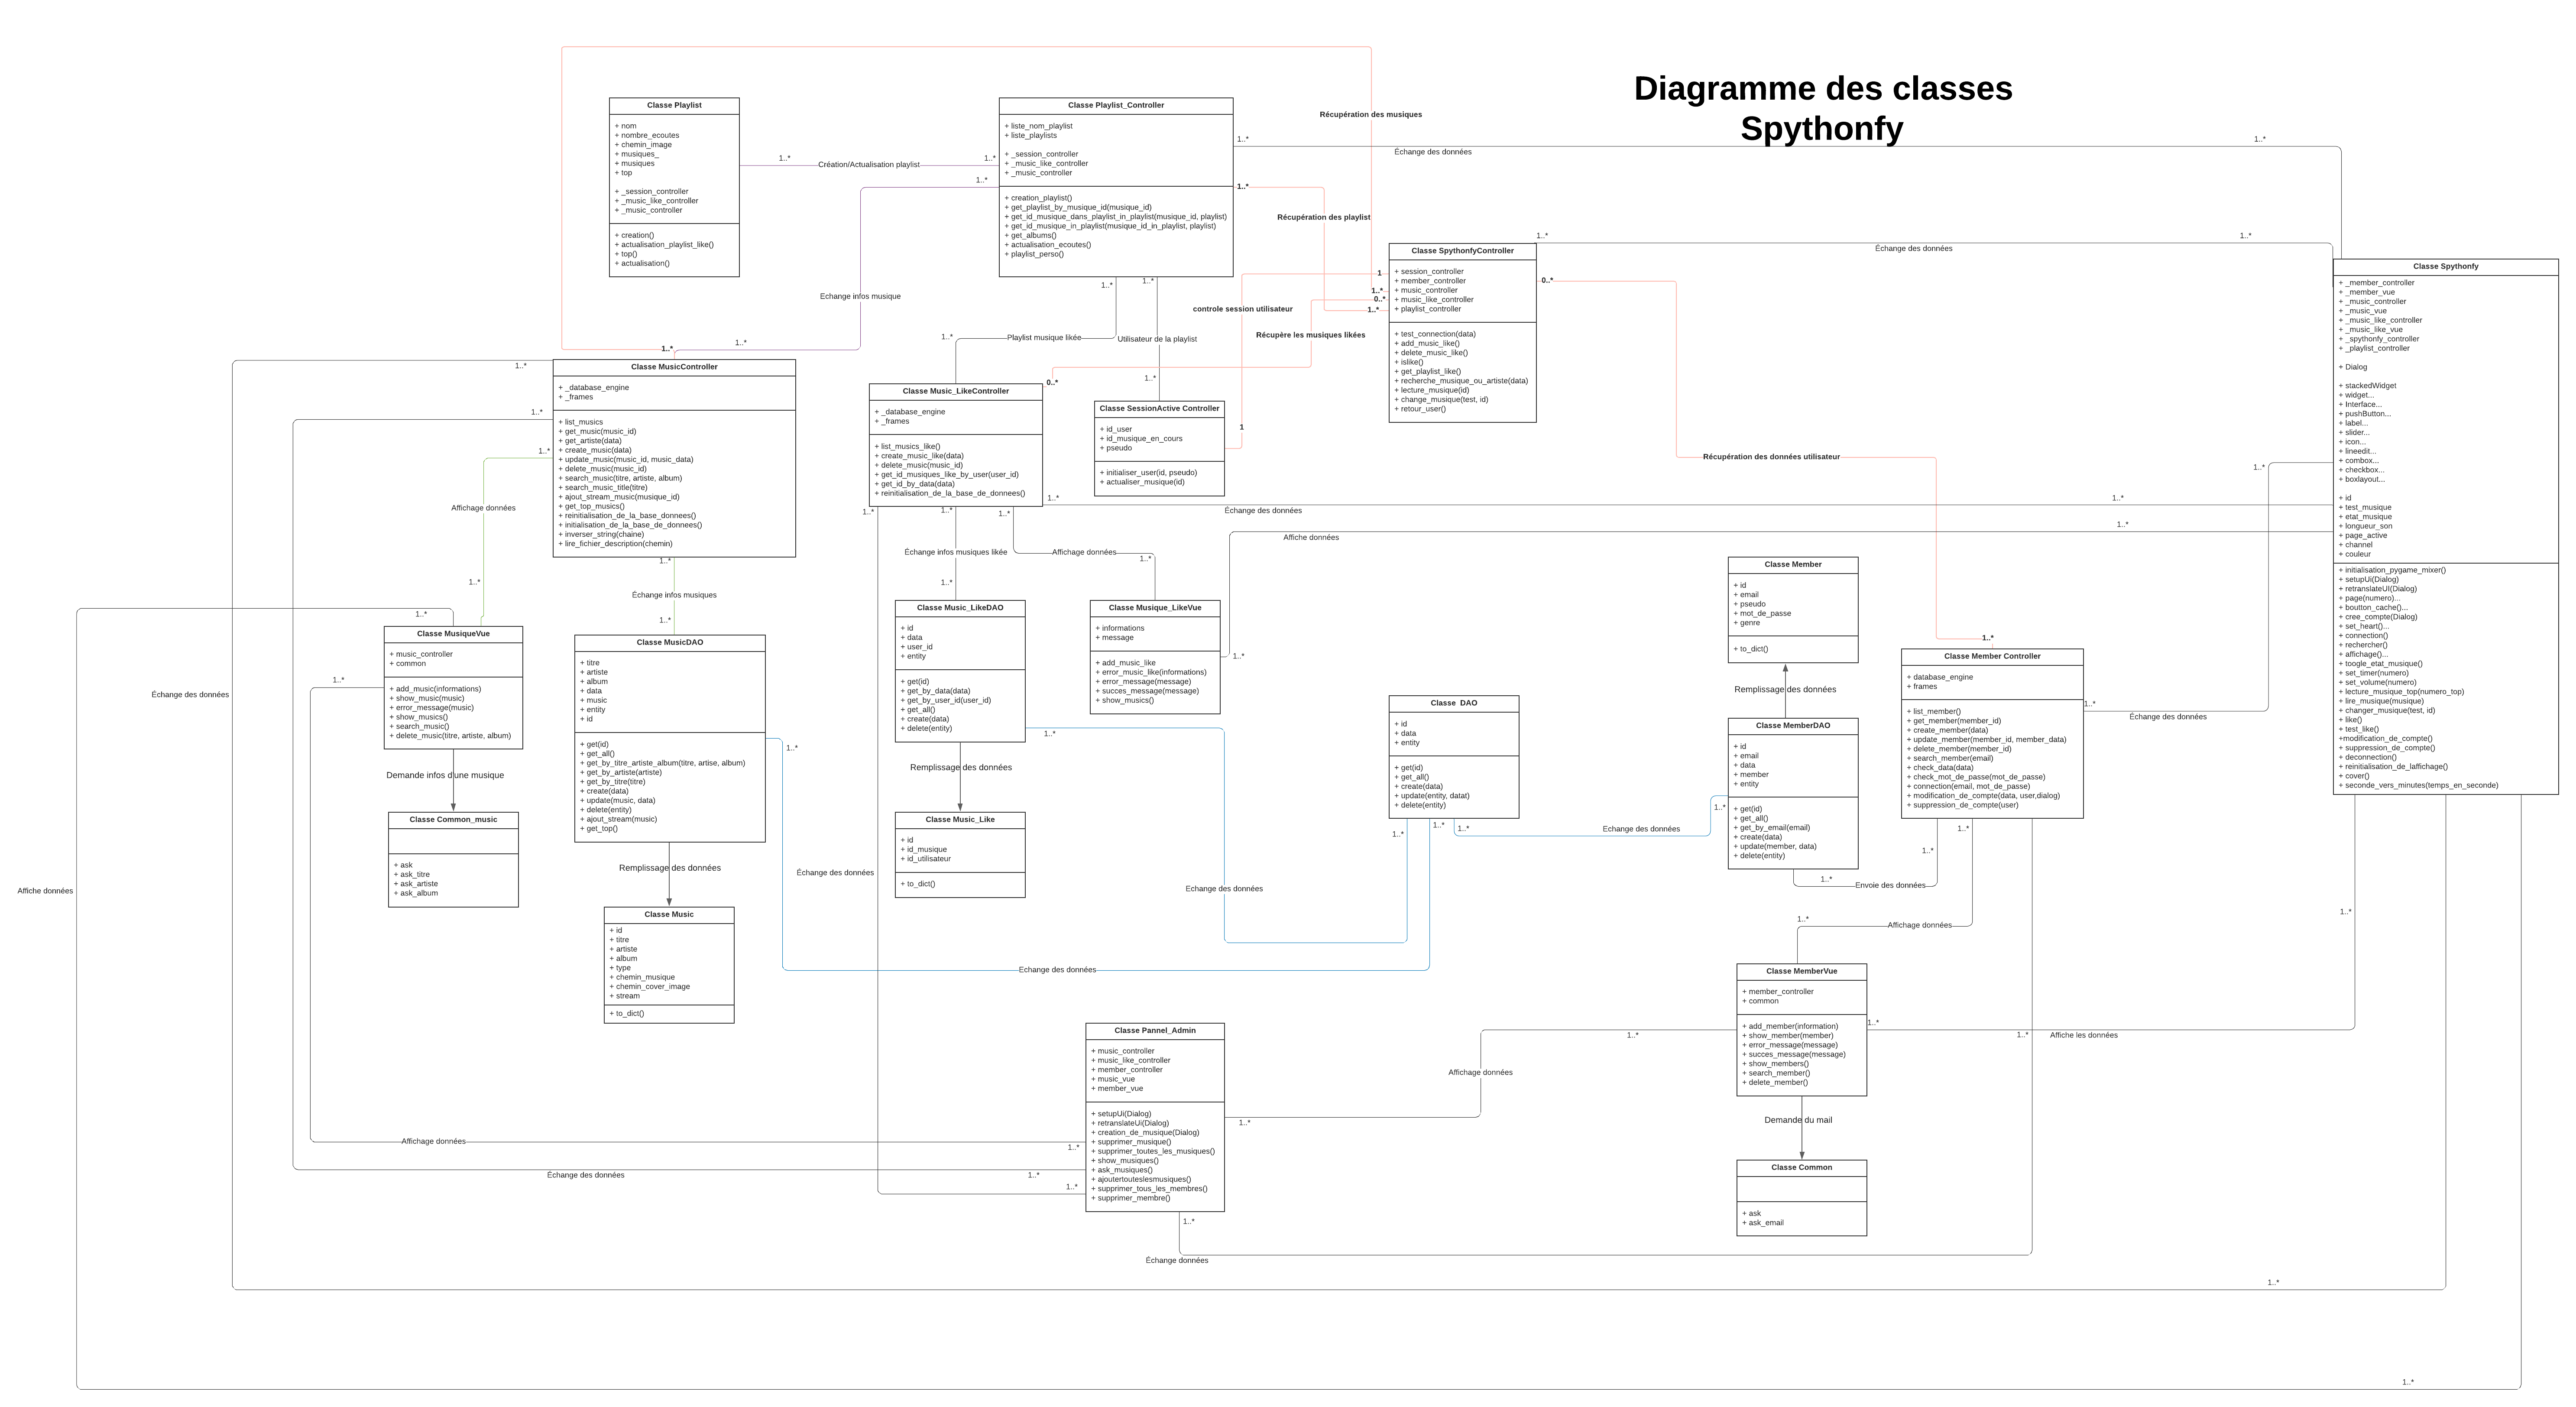 Diagramme des classes
Spythonfy
Classe Playlist
+ nom
+ nombre_ecoutes
+ chemin_image
+ musiques_
+ musiques
+ top
+ _session_controller
+ _music_like_controller
+ _music_controller
+ creation()
+ actualisation_playlist_like()
+ top()
+ actualisation()
1..*
Création/Actualisation playlist
1..*
Classe Playlist_Controller
+ liste_nom_playlist
+ liste_playlists
+ _session_controller
+ _music_like_controller
+ _music_controller
+ creation_playlist()
+ get_playlist_by_musique_id(musique_id)
+ get_id_musique_dans_playlist_in_playlist(musique_id, playlist)
+ get_id_musique_in_playlist(musique_id_in_playlist, playlist)
+ get_albums()
+ actualisation_ecoutes()
+ playlist_perso()
1..*
Echange infos musique
1..*
1..*
Récupération des musiques
1..*
1..*
Échange des données
1..*
1..*
Récupération des playlist
1..*
1..*
Playlist musique likée
1..*
1..*
Utilisateur de la playlist
1..*
1
controle session utilisateur
1
0..*
Récupère les musiques likées
0..*
Classe SpythonfyController
+ session_controller
+ member_controller
+ music_controller
+ music_like_controller
+ playlist_controller
+ test_connection(data)
+ add_music_like()
+ delete_music_like()
+ islike()
+ get_playlist_like()
+ recherche_musique_ou_artiste(data)
+ lecture_musique(id)
+ change_musique(test, id)
+ retour_user()
1..*
Échange des données
1..*
0..*
Récupération des données utilisateur
1..*
Classe Spythonfy
+ _member_controller
+ _member_vue
+ _music_controller
+ _music_vue
+ _music_like_controller
+ _music_like_vue
+ _spythonfy_controller
+ _playlist_controller
+ Dialog
+ stackedWidget
+ widget...
+ Interface...
+ pushButton...
+ label...
+ slider...
+ icon...
+ lineedit...
+ combox...
+ checkbox...
+ boxlayout...
+ id
+ test_musique
+ etat_musique
+ longueur_son
+ page_active
+ channel
+ couleur
+ initialisation_pygame_mixer()
+ setupUi(Dialog)
+ retranslateUI(Dialog)
+ page(numero)...
+ boutton_cache()...
+ cree_compte(Dialog)
+ set_heart()...
+ connection()
+ rechercher()
+ affichage()...
+ toogle_etat_musique()
+ set_timer(numero)
+ set_volume(numero)
+ lecture_musique_top(numero_top)
+ lire_musique(musique)
+ changer_musique(test, id)
+ like()
+ test_like()
+modification_de_compte()
+ suppression_de_compte()
+ deconnection()
+ reinitialisation_de_laffichage()
+ cover()
+ seconde_vers_minutes(temps_en_seconde)
Classe MusicController
+ _database_engine
+ _frames
+ list_musics
+ get_music(music_id)
+ get_artiste(data)
+ create_music(data)
+ update_music(music_id, music_data)
+ delete_music(music_id)
+ search_music(titre, artiste, album)
+ search_music_title(titre)
+ ajout_stream_music(musique_id)
+ get_top_musics()
+ reinitialisation_de_la_base_donnees()
+ initialisation_de_la_base_de_donnees()
+ inverser_string(chaine)
+ lire_fichier_description(chemin)
1..*
1..*
1..*
Affichage données
1..*
1..*
Échange infos musiques
1..*
Classe Music_LikeController
+ _database_engine
+ _frames
+ list_musics_like()
+ create_music_like(data)
+ delete_music(music_id)
+ get_id_musiques_like_by_user(user_id)
+ get_id_by_data(data)
+ reinitialisation_de_la_base_de_donnees()
Classe SessionActive Controller
+ id_user
+ id_musique_en_cours
+ pseudo
+ initialiser_user(id, pseudo)
+ actualiser_musique(id)
1..*
Échange des données
1..*
1..*
1..*
Échange infos musiques likée
1..*
1..*
Affichage données
1..*
Affiche données
1..*
1..*
Classe MusiqueVue
+ music_controller
+ common
+ add_music(informations)
+ show_music(music)
+ error_message(music)
+ show_musics()
+ search_music()
+ delete_music(titre, artiste, album)
1..*
1..*
Échange des données
Demande infos d'une musique
Classe Common_music
+ ask
+ ask_titre
+ ask_artiste
+ ask_album
Affiche données
Classe MusicDAO
+ titre
+ artiste
+ album
+ data
+ music
+ entity
+ id
+ get(id)
+ get_all()
+ get_by_titre_artiste_album(titre, artise, album)
+ get_by_artiste(artiste)
+ get_by_titre(titre)
+ create(data)
+ update(music, data)
+ delete(entity)
+ ajout_stream(music)
+ get_top()
1..*
Remplissage des données
Classe Music
+ id
+ titre
+ artiste
+ album
+ type
+ chemin_musique
+ chemin_cover_image
+ stream
+ to_dict()
Classe Music_LikeDAO
+ id
+ data
+ user_id
+ entity
+ get(id)
+ get_by_data(data)
+ get_by_user_id(user_id)
+ get_all()
+ create(data)
+ delete(entity)
1..*
Remplissage des données
Échange des données
Classe Music_Like
+ id
+ id_musique
+ id_utilisateur
+ to_dict()
Classe Musique_LikeVue
+ informations
+ message
+ add_music_like
+ error_music_like(informations)
+ error_message(message)
+ succes_message(message)
+ show_musics()
Echange des données
Echange des données
Classe  DAO
+ id
+ data
+ entity
+ get(id)
+ get_all()
+ create(data)
+ update(entity, datat)
+ delete(entity)
1..*
1..*
1..*
Echange des données
1..*
Classe Member
+ id
+ email
+ pseudo
+ mot_de_passe
+ genre
+ to_dict()
Remplissage des données
Classe MemberDAO
+ id
+ email
+ data
+ member
+ entity
+ get(id)
+ get_all()
+ get_by_email(email)
+ create(data)
+ update(member, data)
+ delete(entity)
1..*
Envoie des données
1..*
Classe Member Controller
+ database_engine
+ frames
+ list_member()
+ get_member(member_id)
+ create_member(data)
+ update_member(member_id, member_data)
+ delete_member(member_id)
+ search_member(email)
+ check_data(data)
+ check_mot_de_passe(mot_de_passe)
+ connection(email, mot_de_passe)
+ modification_de_compte(data, user,dialog)
+ suppression_de_compte(user)
1..*
Échange des données
1..*
1..*
Affichage données
1..*
Classe MemberVue
+ member_controller
+ common
+ add_member(information)
+ show_member(member)
+ error_message(message)
+ succes_message(message)
+ show_members()
+ search_member()
+ delete_member()
1..*
Affiche les données
1..*
1..*
1..*
Affichage données
1..*
Demande du mail
Classe Common
+ ask
+ ask_email
Classe Pannel_Admin
+ music_controller
+ music_like_controller
+ member_controller
+ music_vue
+ member_vue
+ setupUi(Dialog)
+ retranslateUi(Dialog)
+ creation_de_musique(Dialog)
+ supprimer_musique()
+ supprimer_toutes_les_musiques()
+ show_musiques()
+ ask_musiques()
+ ajoutertouteslesmusiques()
+ supprimer_tous_les_membres()
+ supprimer_membre()
Affichage données
1..*
Échange des données
1..*
1..*
1..*
Échange données
1..*
1..*